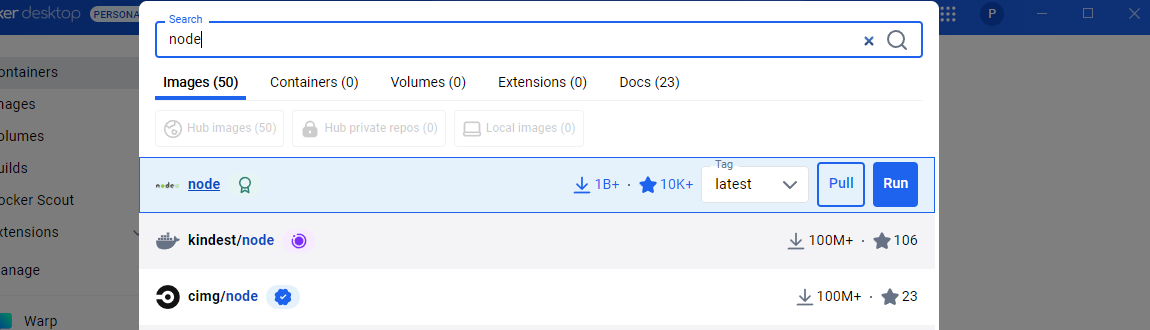 ker desktop PERSONA P
Search
node
Images (50) Containers (0) Volumes (0) Extensions (0) Docs (23)
Hub images (50) Hub private repos (0) Local images (0)
node 1B+ · 10K+ Tag latest Pull Run
kindest/node 100M+ · 106
cimg/node 100M+ · 23
ontainers
mages
olumes
uilds
ocker Scout
xtensions
anage
Warp